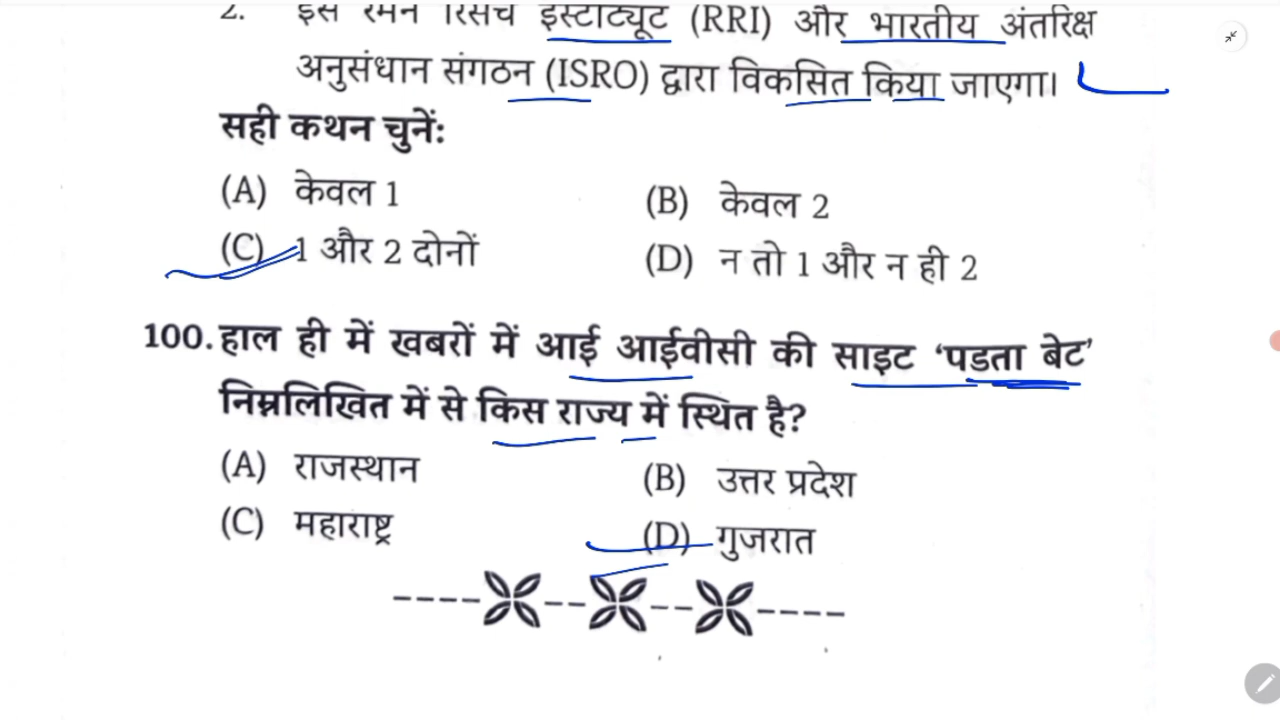 2. इसे रमन रिसर्च इंस्टीट्यूट (RRI) और भारतीय अंतरिक्ष
अनुसंधान संगठन (ISRO) द्वारा विकसित किया जाएगा।
सही कथन चुनें:
(A) केवल 1 (B) केवल 2
(C) 1 और 2 दोनों (D) न तो 1 और न ही 2
100. हाल ही में खबरों में आई आईवीसी की साइट ‘पडता बेट’
निम्नलिखित में से किस राज्य में स्थित है?
(A) राजस्थान (B) उत्तर प्रदेश
(C) महाराष्ट्र (D) गुजरात